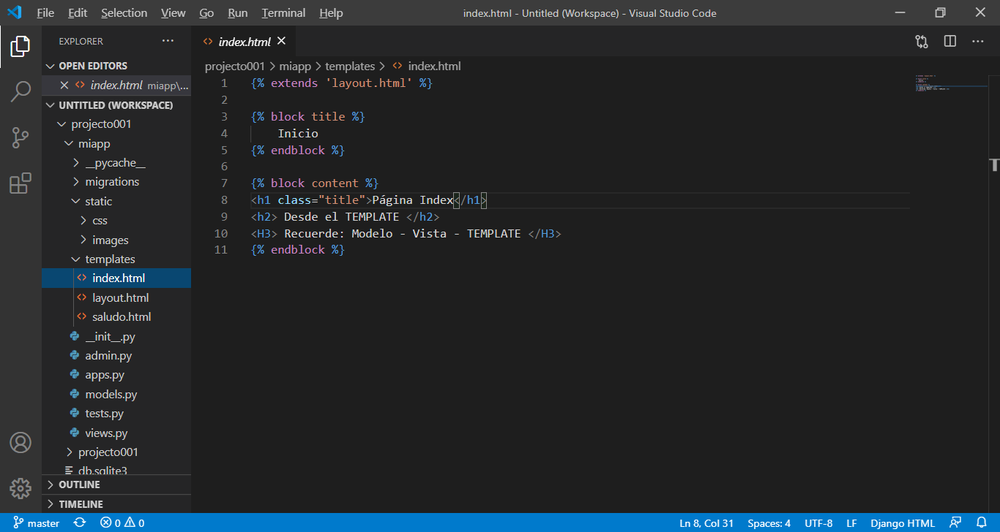 File Edit Selection View Go Run Terminal Help index.html - Untitled (Workspace) - Visual Studio Code
EXPLORER
OPEN EDITORS
index.html miapp\...
UNTITLED (WORKSPACE)
projecto001
miapp
__pycache__
migrations
static
css
images
templates
index.html
layout.html
saludo.html
__init__.py
admin.py
apps.py
models.py
tests.py
views.py
projecto001
db.sqlite3
OUTLINE
TIMELINE
index.html
projecto001 > miapp > templates > index.html
1 {% extends 'layout.html' %}
2
3 {% block title %}
4 Inicio
5 {% endblock %}
6
7 {% block content %}
8 <h1 class="title">Página Index</h1>
9 <h2> Desde el TEMPLATE </h2>
10 <H3> Recuerde: Modelo - Vista - TEMPLATE </H3>
11 {% endblock %}
T
master 0 0 Ln 8, Col 31 Spaces: 4 UTF-8 LF Django HTML